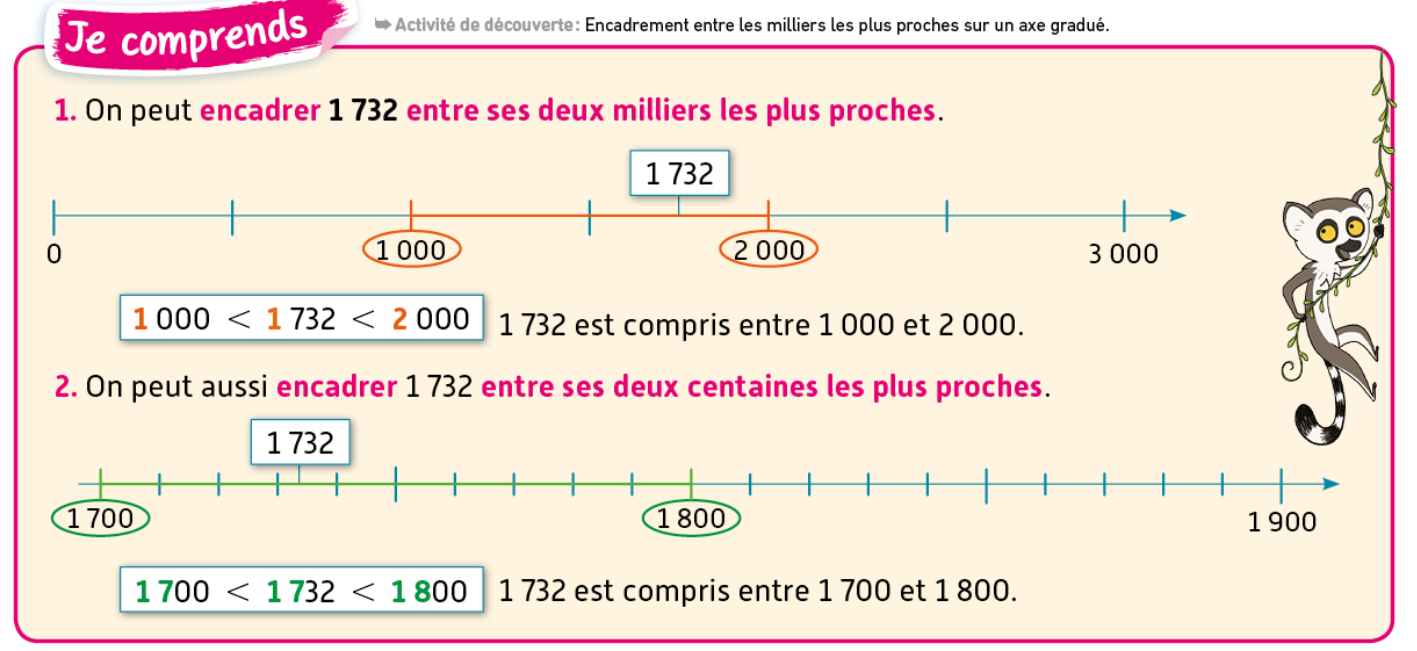 Je comprends
➥ Activité de découverte : Encadrement entre les milliers les plus proches sur un axe gradué.
1. On peut encadrer 1 732 entre ses deux milliers les plus proches.
1 732
0 1 000 2 000 3 000
1 000 < 1 732 < 2 000 1 732 est compris entre 1 000 et 2 000.
2. On peut aussi encadrer 1 732 entre ses deux centaines les plus proches.
1 732
1 700 1 800 1 900
1 700 < 1 732 < 1 800 1 732 est compris entre 1 700 et 1 800.